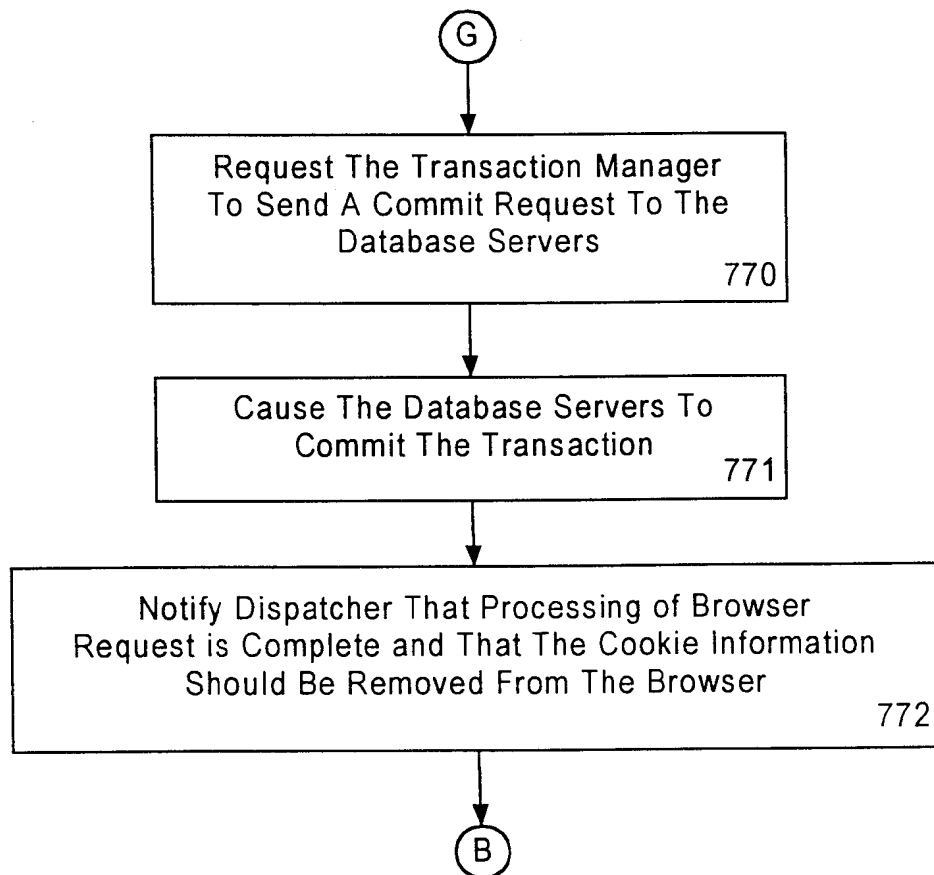 G
Request The Transaction Manager
To Send A Commit Request To The
Database Servers
770
Cause The Database Servers To
Commit The Transaction
771
Notify Dispatcher That Processing of Browser
Request is Complete and That The Cookie Information
Should Be Removed From The Browser
772
B